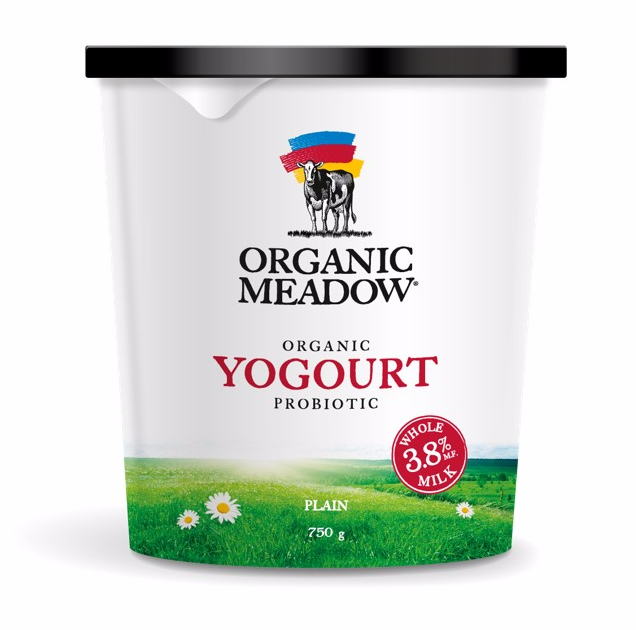 ORGANIC
MEADOW®
ORGANIC
YOGOURT
PROBIOTIC
WHOLE
3.8% M.F.
MILK
PLAIN
750 g